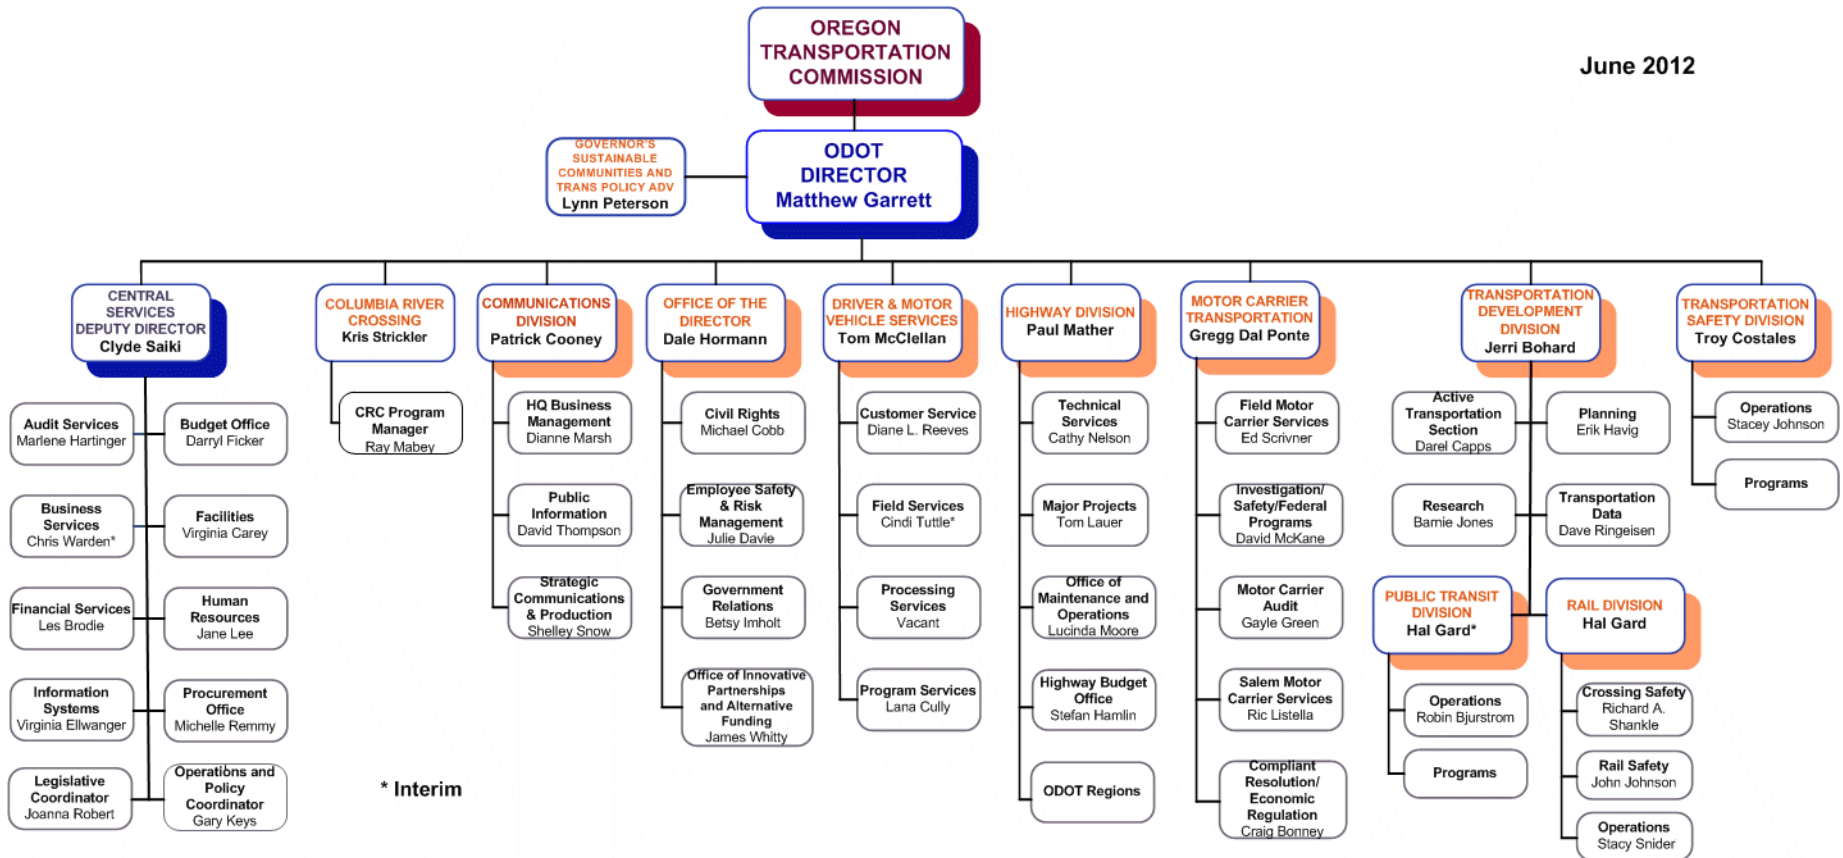 OREGON
TRANSPORTATION
COMMISSION
June 2012
GOVERNOR'S
SUSTAINABLE
COMMUNITIES AND
TRANS POLICY ADV
Lynn Peterson
ODOT
DIRECTOR
Matthew Garrett
CENTRAL
SERVICES
DEPUTY DIRECTOR
Clyde Saiki
COLUMBIA RIVER
CROSSING
Kris Strickler
COMMUNICATIONS
DIVISION
Patrick Cooney
OFFICE OF THE
DIRECTOR
Dale Hormann
DRIVER & MOTOR
VEHICLE SERVICES
Tom McClellan
HIGHWAY DIVISION
Paul Mather
MOTOR CARRIER
TRANSPORTATION
Gregg Dal Ponte
TRANSPORTATION
DEVELOPMENT
DIVISION
Jerri Bohard
TRANSPORTATION
SAFETY DIVISION
Troy Costales
Audit Services
Marlene Hartinger
Budget Office
Darryl Ficker
Business
Services
Chris Warden*
Facilities
Virginia Carey
Financial Services
Les Brodie
Human
Resources
Jane Lee
Information
Systems
Virginia Ellwanger
Procurement
Office
Michelle Remmy
Legislative
Coordinator
Joanna Robert
Operations and
Policy
Coordinator
Gary Keys
CRC Program
Manager
Ray Mabey
* Interim
HQ Business
Management
Dianne Marsh
Public
Information
David Thompson
Strategic
Communications
& Production
Shelley Snow
Civil Rights
Michael Cobb
Employee Safety
& Risk
Management
Julie Davie
Government
Relations
Betsy Imholt
Office of Innovative
Partnerships
and Alternative
Funding
James Whitty
Customer Service
Diane L. Reeves
Field Services
Cindi Tuttle*
Processing
Services
Vacant
Program Services
Lana Cully
Technical
Services
Cathy Nelson
Major Projects
Tom Lauer
Office of
Maintenance and
Operations
Lucinda Moore
Highway Budget
Office
Stefan Hamlin
ODOT Regions
Field Motor
Carrier Services
Ed Scrivner
Investigation/
Safety/Federal
Programs
David McKane
Motor Carrier
Audit
Gayle Green
Salem Motor
Carrier Services
Ric Listella
Compliant
Resolution/
Economic
Regulation
Craig Bonney
Active
Transportation
Section
Darel Capps
Planning
Erik Havig
Research
Barnie Jones
Transportation
Data
Dave Ringeisen
PUBLIC TRANSIT
DIVISION
Hal Gard*
RAIL DIVISION
Hal Gard
Operations
Robin Bjurstrom
Programs
Crossing Safety
Richard A.
Shankle
Rail Safety
John Johnson
Operations
Stacy Snider
Operations
Stacey Johnson
Programs